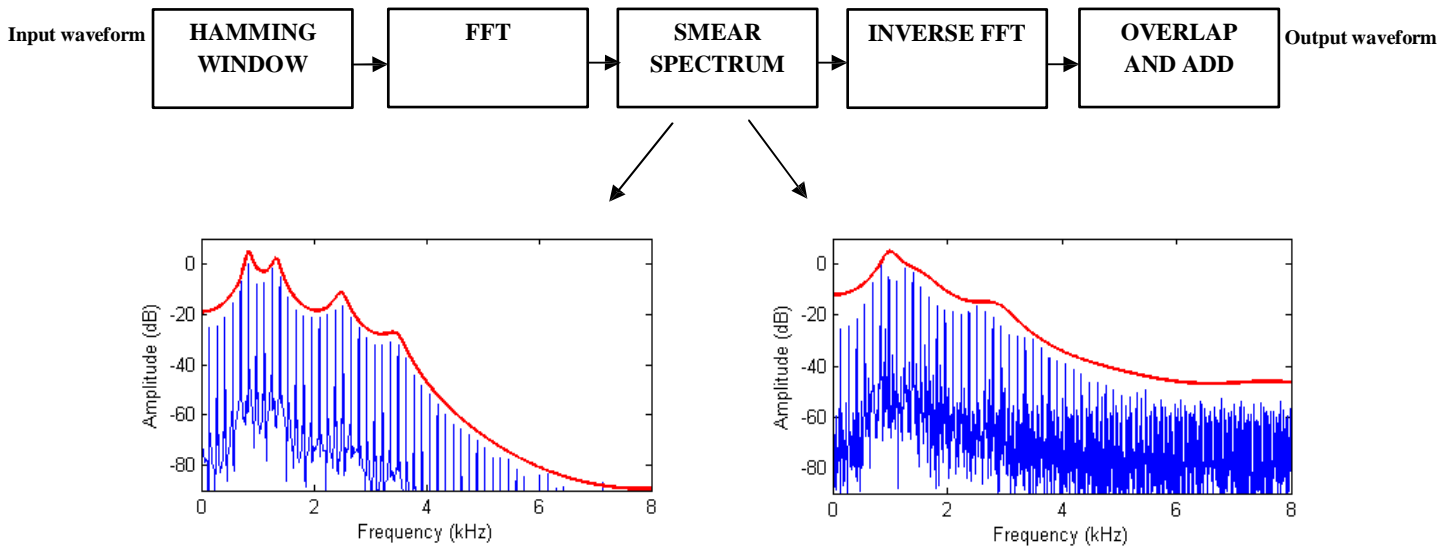 Input waveform
HAMMING
WINDOW
FFT
SMEAR
SPECTRUM
INVERSE FFT
OVERLAP
AND ADD
Output waveform
0
-20
-40
-60
-80
Amplitude (dB)
0
2
4
6
8
Frequency (kHz)
0
-20
-40
-60
-80
Amplitude (dB)
0
2
4
6
8
Frequency (kHz)